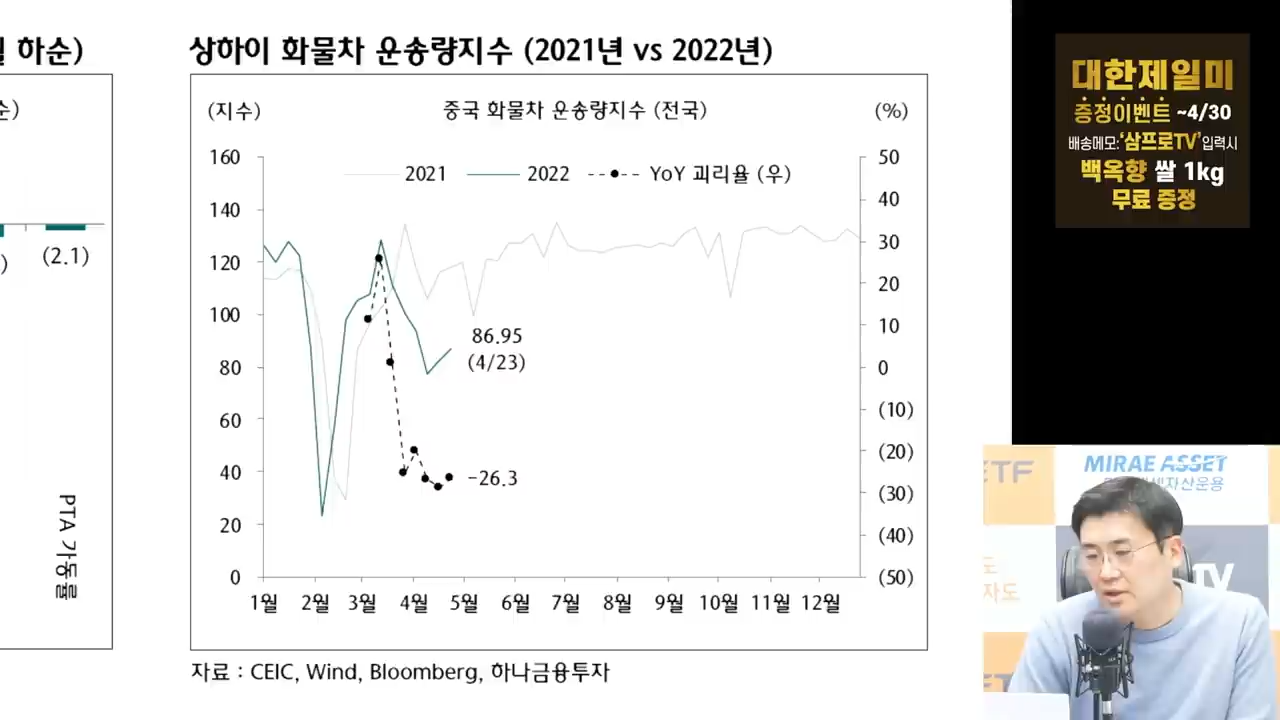 하순)
상하이 화물차 운송량지수 (2021년 vs 2022년)
(지수)
중국 화물차 운송량지수 (전국)
(%)
2021
2022
YoY 괴리율 (우)
160
140
120
100
80
60
40
20
0
50
40
30
20
10
0
(10)
(20)
(30)
(40)
(50)
86.95
(4/23)
-26.3
1월 2월 3월 4월 5월 6월 7월 8월 9월 10월 11월 12월
자료 : CEIC, Wind, Bloomberg, 하나금융투자
(2.1)
PTA 가동률
대한제일미
증정이벤트 ~4/30
배송메모:'삼프로TV'입력시
백옥향 쌀 1kg
무료 증정
ETF
MIRAE ASSET
자산운용
TV
자도